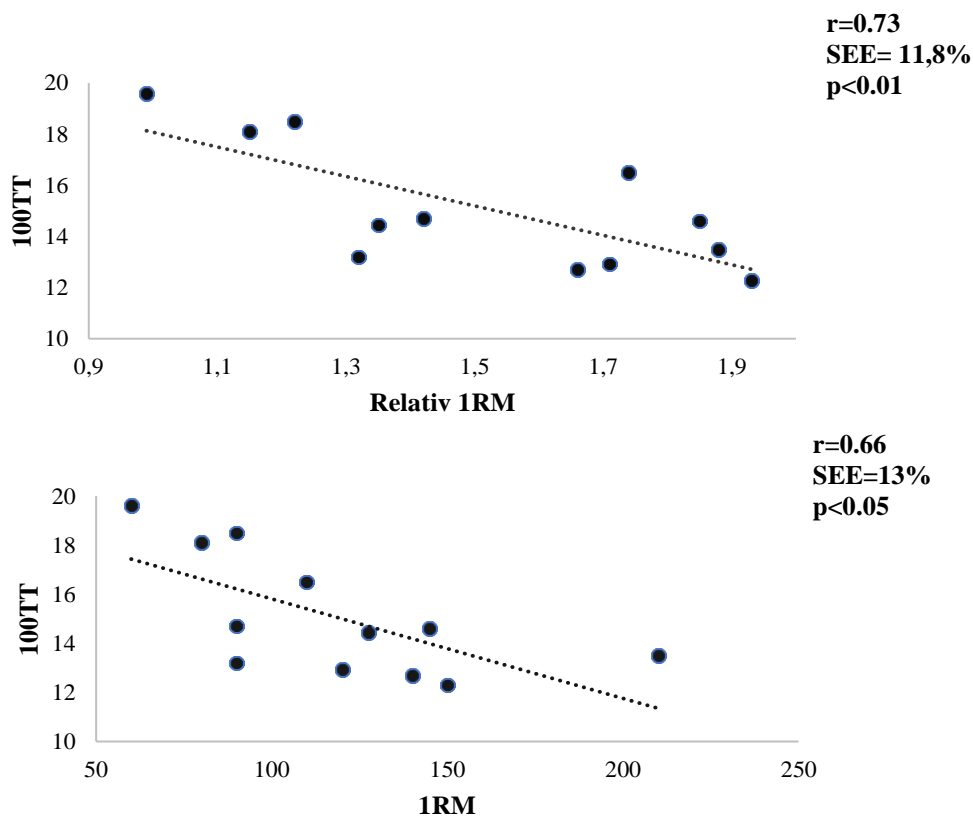 r=0.73
SEE= 11,8%
p<0.01
20
18
16
14
12
10
100TT
0,9 1,1 1,3 1,5 1,7 1,9
Relativ 1RM
r=0.66
SEE=13%
p<0.05
20
18
16
14
12
10
100TT
50 100 150 200 250
1RM